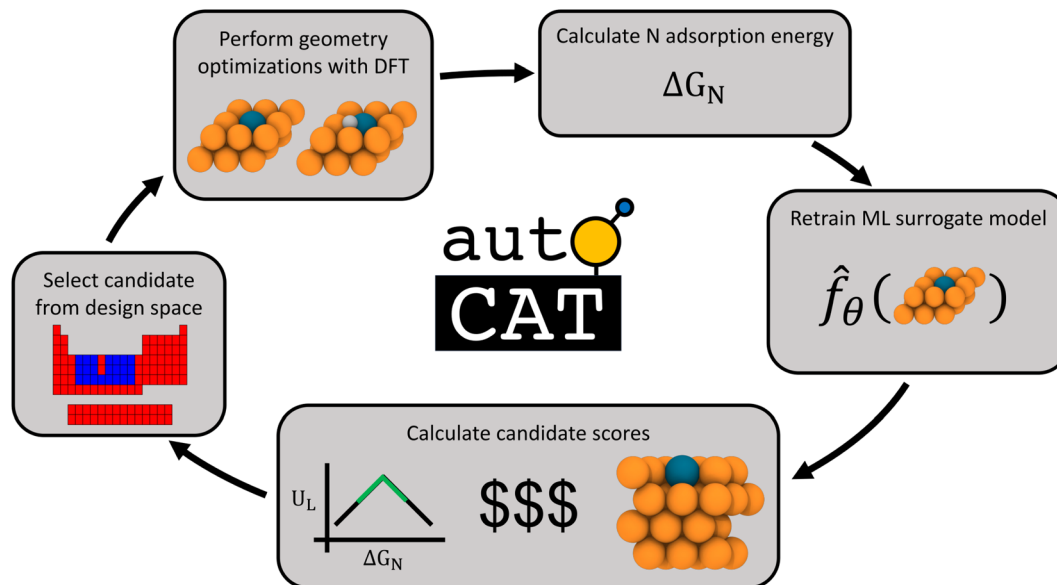 Perform geometry
optimizations with DFT
Calculate N adsorption energy
ΔG_N
Retrain ML surrogate model
f̂_θ( )
Calculate candidate scores
U_L
ΔG_N
$$$
Select candidate
from design space
auto
CAT